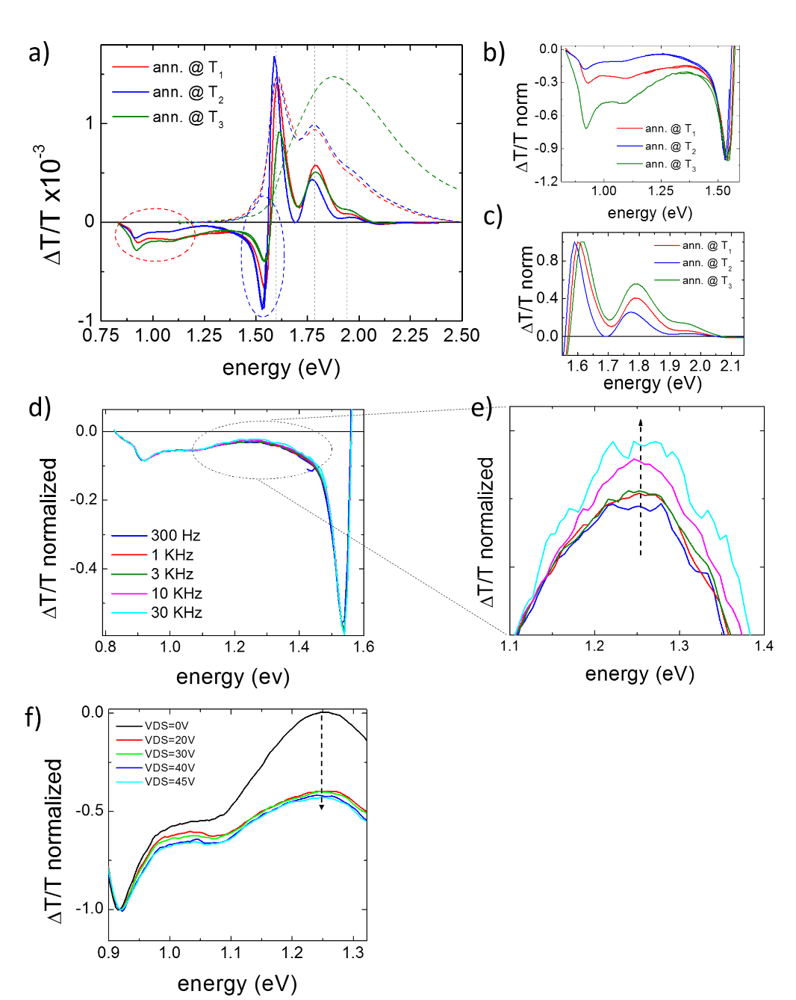 a)
ann. @ T1
ann. @ T2
ann. @ T3
ΔT/T x10-3
1
0
-1
0.75 1.00 1.25 1.50 1.75 2.00 2.25 2.50
energy (eV)
b)
ΔT/T norm
0.0
-0.3
-0.6
-0.9
-1.2
ann. @ T1
ann. @ T2
ann. @ T3
1.00 1.25 1.50
energy (eV)
c)
ΔT/T norm
0.8
0.4
0.0
ann. @ T1
ann. @ T2
ann. @ T3
1.6 1.7 1.8 1.9 2.0 2.1
energy (eV)
d)
ΔT/T normalized
0.0
-0.2
-0.4
300 Hz
1 KHz
3 KHz
10 KHz
30 KHz
0.8 1.0 1.2 1.4 1.6
energy (ev)
e)
ΔT/T normalized
1.1 1.2 1.3 1.4
energy (eV)
f)
ΔT/T normalized
0.0
-0.5
-1.0
VDS=0V
VDS=20V
VDS=30V
VDS=40V
VDS=45V
0.9 1.0 1.1 1.2 1.3
energy (eV)